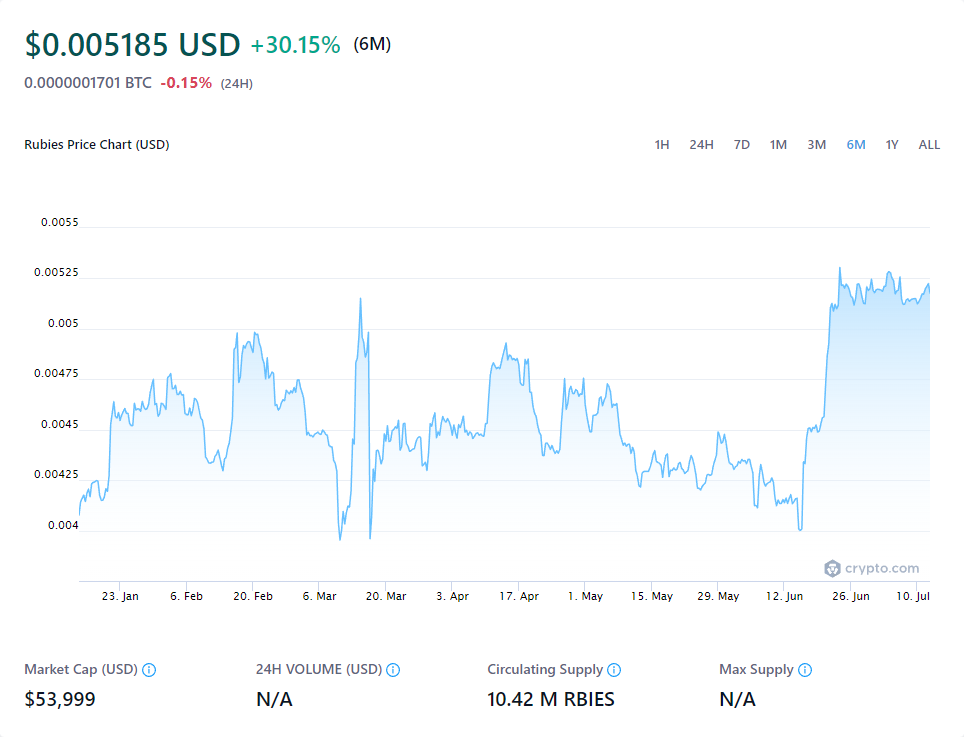 $0.005185 USD +30.15% (6M)
0.0000001701 BTC -0.15% (24H)
Rubies Price Chart (USD)
1H 24H 7D 1M 3M 6M 1Y ALL
0.0055
0.00525
0.005
0.00475
0.0045
0.00425
0.004
crypto.com
23. Jan 6. Feb 20. Feb 6. Mar 20. Mar 3. Apr 17. Apr 1. May 15. May 29. May 12. Jun 26. Jun 10. Jul
Market Cap (USD) 24H VOLUME (USD) Circulating Supply Max Supply
$53,999 N/A 10.42 M RBIES N/A